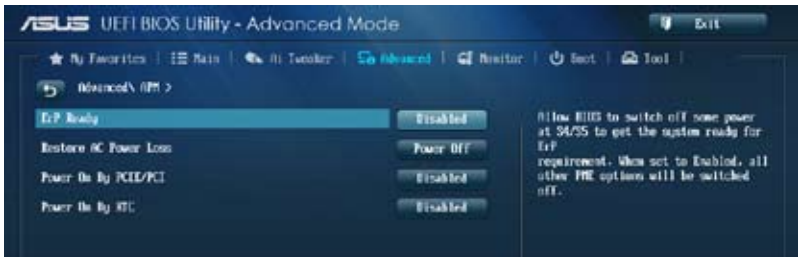 ASUS UEFI BIOS Utility - Advanced Mode
Exit
My Favorites Main Ai Tweaker Advanced Monitor Boot Tool
Advanced\ APM >
ErP Ready Disabled
Restore AC Power Loss Power Off
Power On By PCIE/PCI Disabled
Power On By RTC Disabled
Allow BIOS to switch off some power
at S4/S5 to get the system ready for
ErP
requirement. When set to Enabled, all
other PME options will be switched
off.